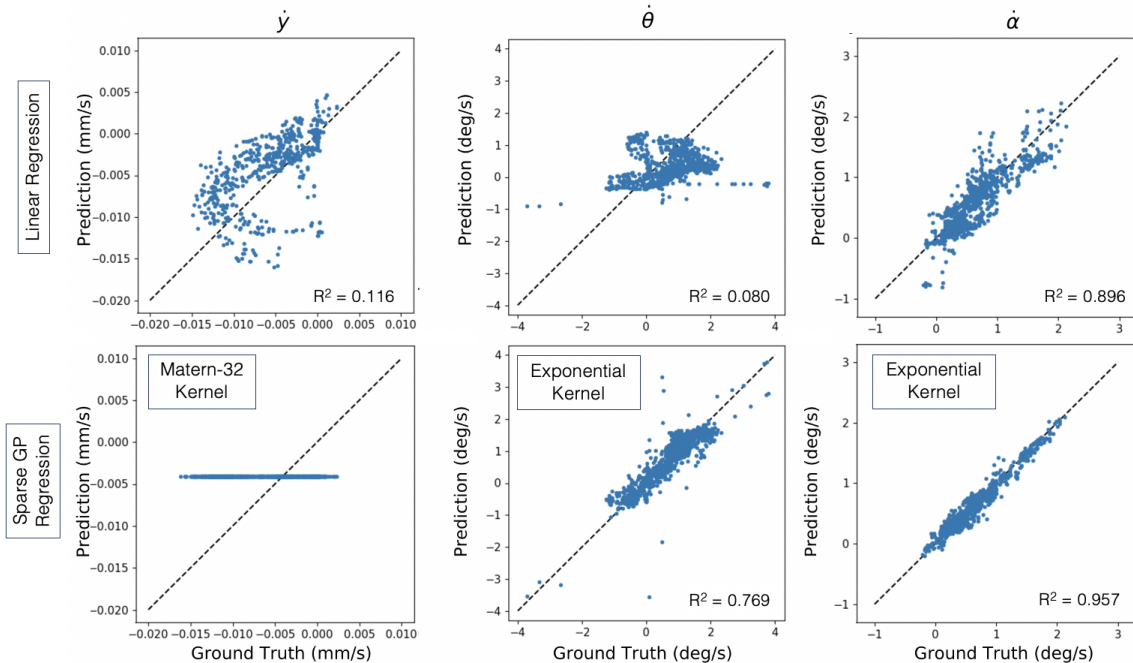 ẏ
θ̇
α̇
Linear Regression
Prediction (mm/s)
0.010
0.005
0.000
−0.005
−0.010
−0.015
−0.020
−0.020 −0.015 −0.010 −0.005 0.000 0.005 0.010
R² = 0.116
Prediction (deg/s)
4
3
2
1
0
−1
−2
−3
−4
−4 −2 0 2 4
R² = 0.080
Prediction (deg/s)
3
2
1
0
−1
−1 0 1 2 3
R² = 0.896
Sparse GP
Regression
Matern-32
Kernel
Prediction (mm/s)
0.010
0.005
0.000
−0.005
−0.010
−0.015
−0.020
−0.020 −0.015 −0.010 −0.005 0.000 0.005 0.010
Ground Truth (mm/s)
Exponential
Kernel
Prediction (deg/s)
4
3
2
1
0
−1
−2
−3
−4
−4 −2 0 2 4
R² = 0.769
Ground Truth (deg/s)
Exponential
Kernel
Prediction (deg/s)
3
2
1
0
−1
−1 0 1 2 3
R² = 0.957
Ground Truth (deg/s)